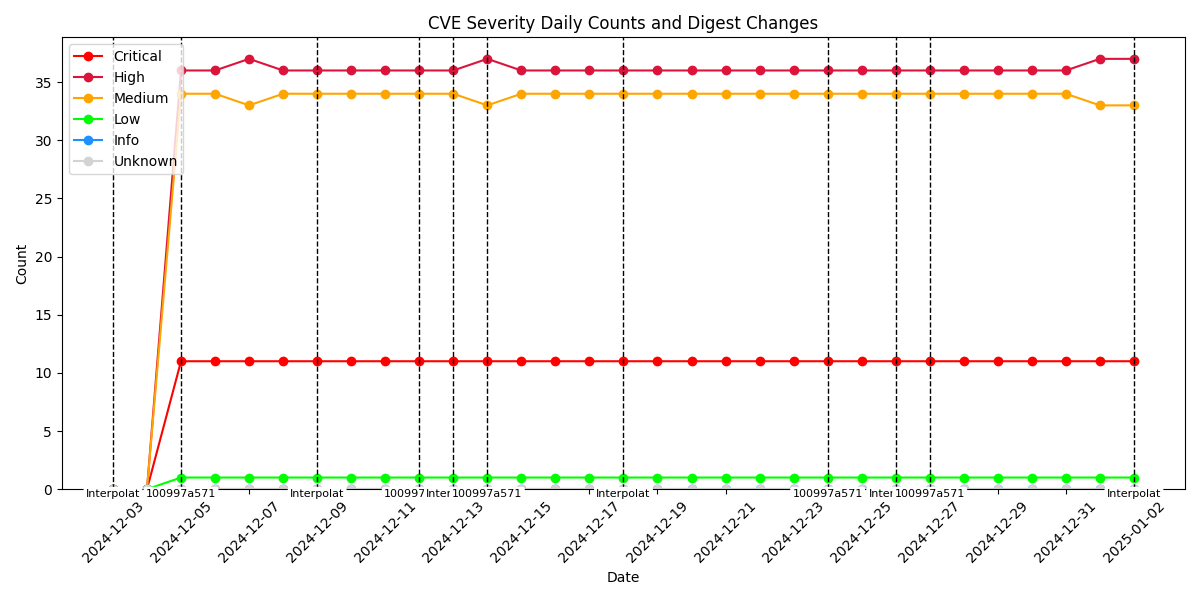 CVE Severity Daily Counts and Digest Changes
Critical
High
Medium
Low
Info
Unknown
Count
35
30
25
20
15
10
5
0
Interpolat
100997a571
Interpolat
100997
Inter
100997a571
Interpolat
100997a571
Inter
100997a571
Interpolat
2024-12-03
2024-12-05
2024-12-07
2024-12-09
2024-12-11
2024-12-13
2024-12-15
2024-12-17
2024-12-19
2024-12-21
2024-12-23
2024-12-25
2024-12-27
2024-12-29
2024-12-31
2025-01-02
Date